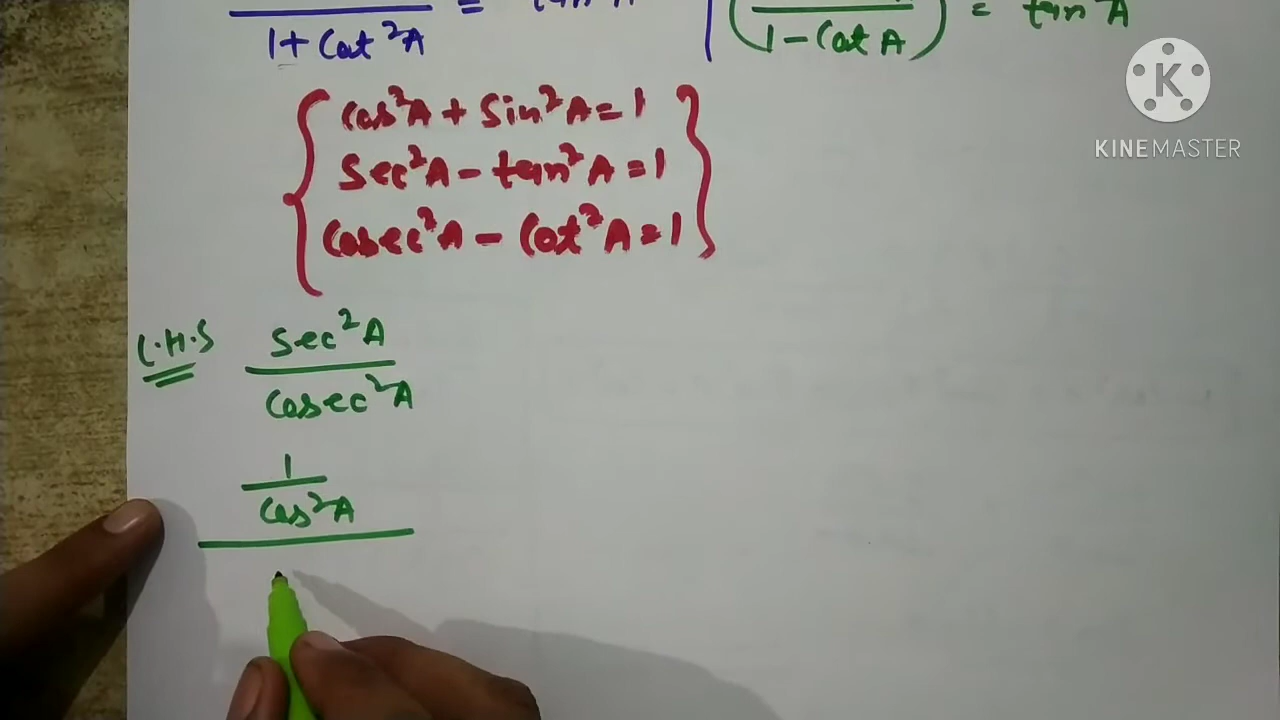 1 + Cot²A
= tan²A
1 - Cot A
= tan²A
K
KINEMASTER
Cos²A + Sin²A = 1
Sec²A - tan²A = 1
Cosec²A - Cot²A = 1
L.H.S
Sec²A
Cosec²A
1
Cos²A